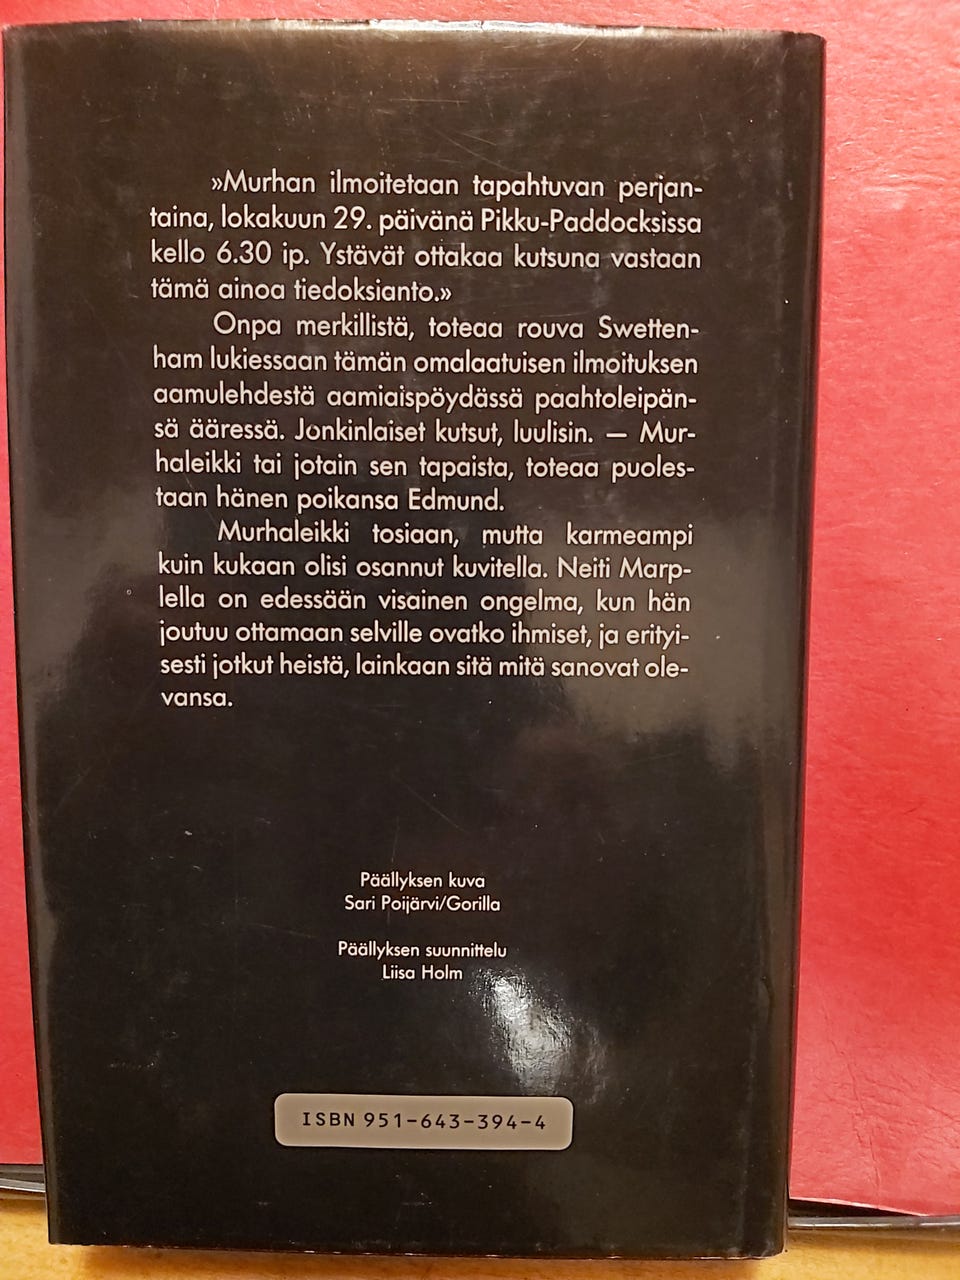 »Murhan ilmoitetaan tapahtuvan perjan-
taina, lokakuun 29. päivänä Pikku-Paddocksissa
kello 6.30 ip. Ystävät ottakaa kutsuna vastaan
tämä ainoa tiedoksianto.»
Onpa merkillistä, toteaa rouva Swetten-
ham lukiessaan tämän omalaatuisen ilmoituksen
aamulehdestä aamiaispöydässä paahtoleipän-
sä ääressä. Jonkinlaiset kutsut, luulisin. — Mur-
haleikki tai jotain sen tapaista, toteaa puoles-
taan hänen poikansa Edmund.
Murhaleikki tosiaan, mutta karmeampi
kuin kukaan olisi osannut kuvitella. Neiti Marp-
lella on edessään visainen ongelma, kun hän
joutuu ottamaan selville ovatko ihmiset, ja erityi-
sesti jotkut heistä, lainkaan sitä mitä sanovat ole-
vansa.
Päällyksen kuva
Sari Poijärvi/Gorilla
Päällyksen suunnittelu
Liisa Holm
ISBN 951-643-394-4